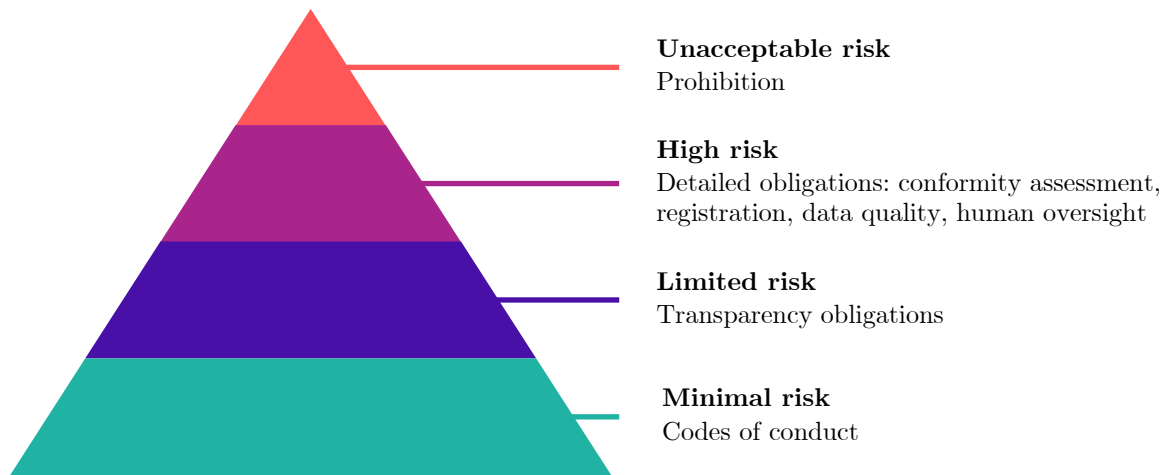 Unacceptable risk
Prohibition
High risk
Detailed obligations: conformity assessment,
registration, data quality, human oversight
Limited risk
Transparency obligations
Minimal risk
Codes of conduct